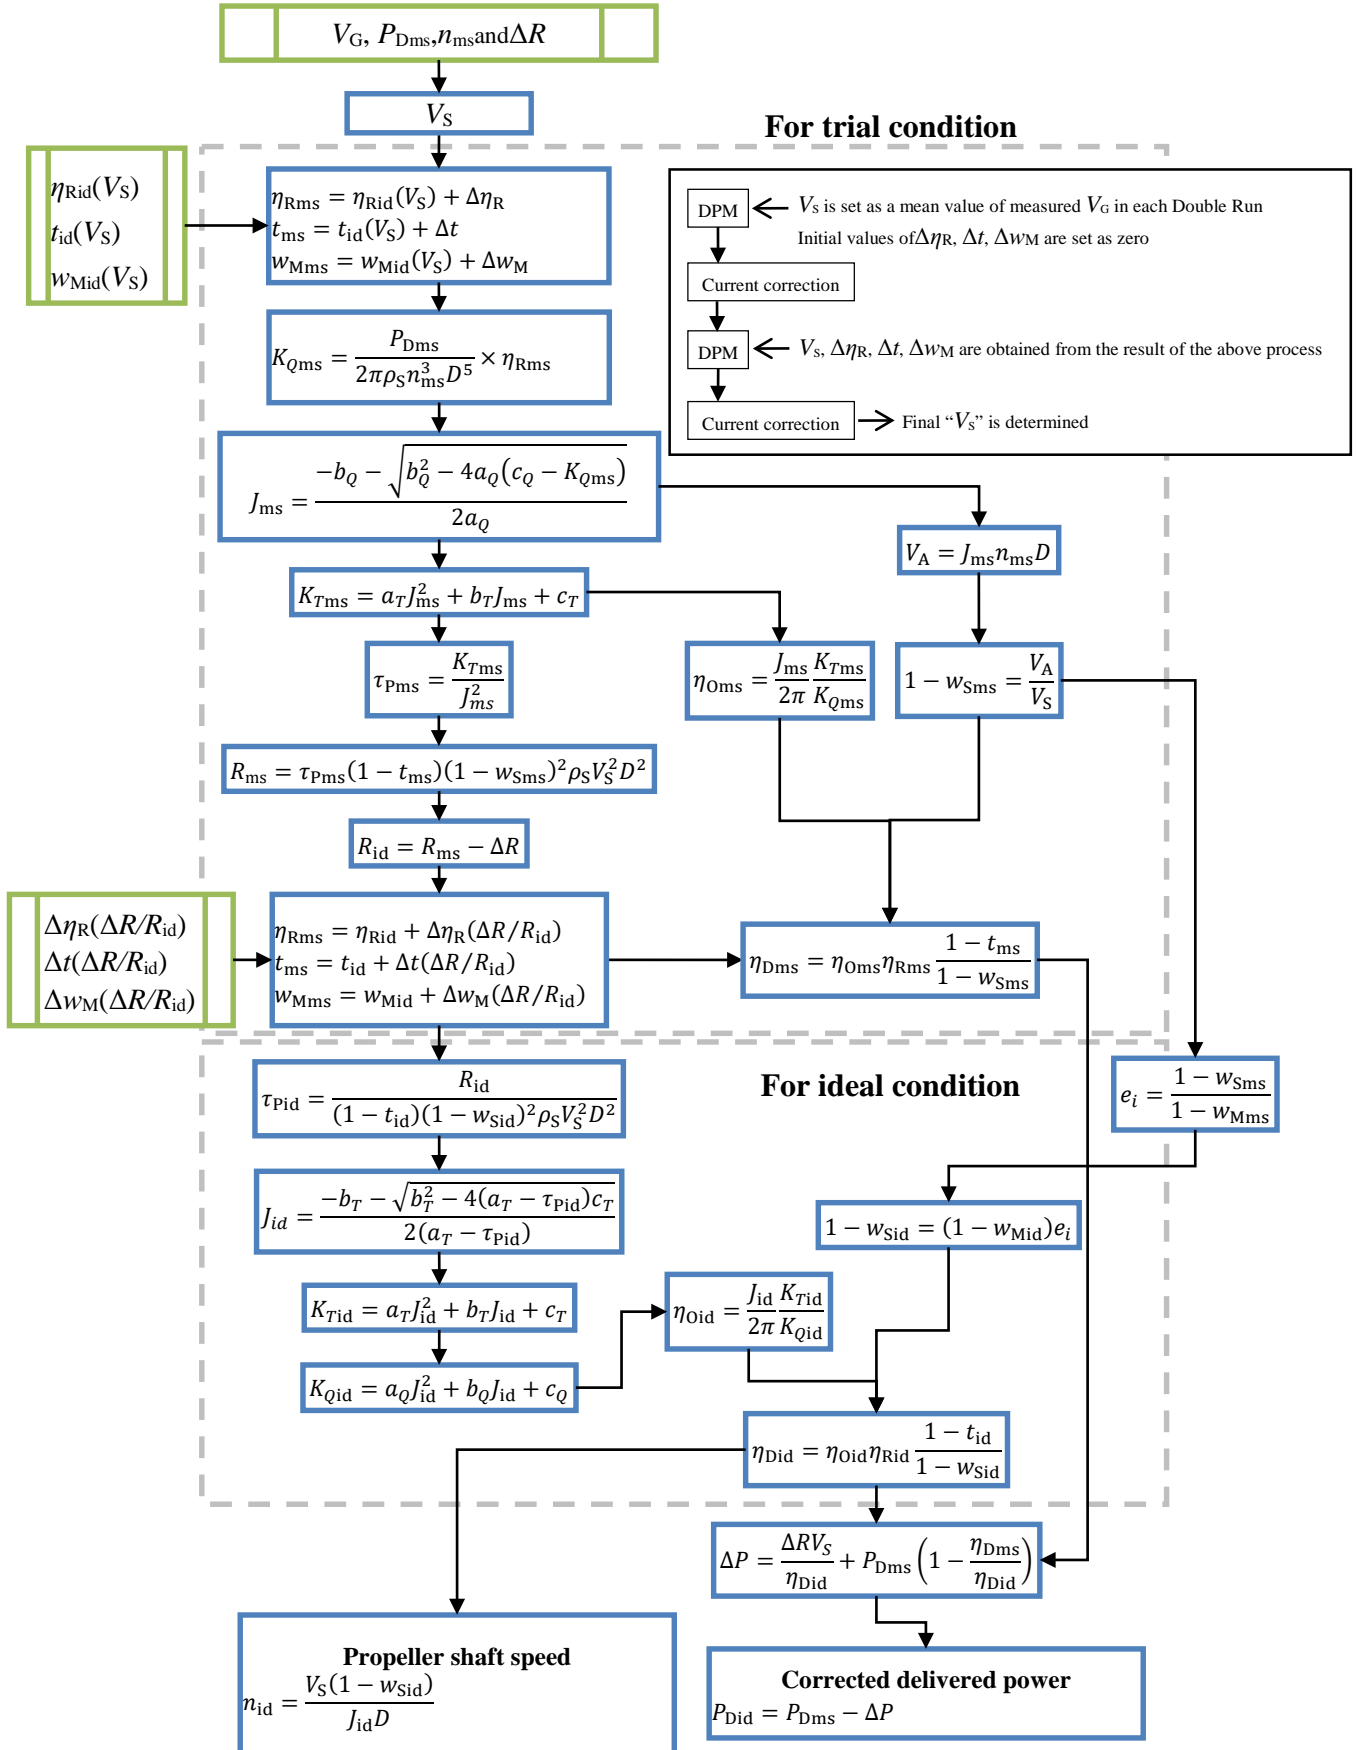 V_G, P_Dms,n_msandΔR
V_S
For trial condition
η_Rid(V_S)
t_id(V_S)
w_Mid(V_S)
η_Rms = η_Rid(V_S) + Δη_R
t_ms = t_id(V_S) + Δt
w_Mms = w_Mid(V_S) + Δw_M
DPM
V_S is set as a mean value of measured V_G in each Double Run
Initial values ofΔη_R, Δt, Δw_M are set as zero
Current correction
DPM
V_S, Δη_R, Δt, Δw_M are obtained from the result of the above process
Current correction
Final “V_S” is determined
K_Qms = P_Dms / (2πρ_S n_ms^3 D^5) × η_Rms
J_ms = (-b_Q - √(b_Q^2 - 4a_Q(c_Q - K_Qms))) / (2a_Q)
V_A = J_ms n_ms D
K_Tms = a_T J_ms^2 + b_T J_ms + c_T
τ_Pms = K_Tms / J_ms^2
η_Oms = (J_ms / 2π) (K_Tms / K_Qms)
1 - w_Sms = V_A / V_S
R_ms = τ_Pms(1 - t_ms)(1 - w_Sms)^2 ρ_S V_S^2 D^2
R_id = R_ms - ΔR
Δη_R(ΔR/R_id)
Δt(ΔR/R_id)
Δw_M(ΔR/R_id)
η_Rms = η_Rid + Δη_R(ΔR/R_id)
t_ms = t_id + Δt(ΔR/R_id)
w_Mms = w_Mid + Δw_M(ΔR/R_id)
η_Dms = η_Oms η_Rms (1 - t_ms) / (1 - w_Sms)
For ideal condition
τ_Pid = R_id / ((1 - t_id)(1 - w_Sid)^2 ρ_S V_S^2 D^2)
e_i = (1 - w_Sms) / (1 - w_Mms)
J_id = (-b_T - √(b_T^2 - 4(a_T - τ_Pid)c_T)) / (2(a_T - τ_Pid))
1 - w_Sid = (1 - w_Mid)e_i
K_Tid = a_T J_id^2 + b_T J_id + c_T
η_Oid = (J_id / 2π) (K_Tid / K_Qid)
K_Qid = a_Q J_id^2 + b_Q J_id + c_Q
η_Did = η_Oid η_Rid (1 - t_id) / (1 - w_Sid)
ΔP = ΔRV_S / η_Did + P_Dms (1 - η_Dms / η_Did)
Propeller shaft speed
n_id = V_S(1 - w_Sid) / (J_id D)
Corrected delivered power
P_Did = P_Dms - ΔP